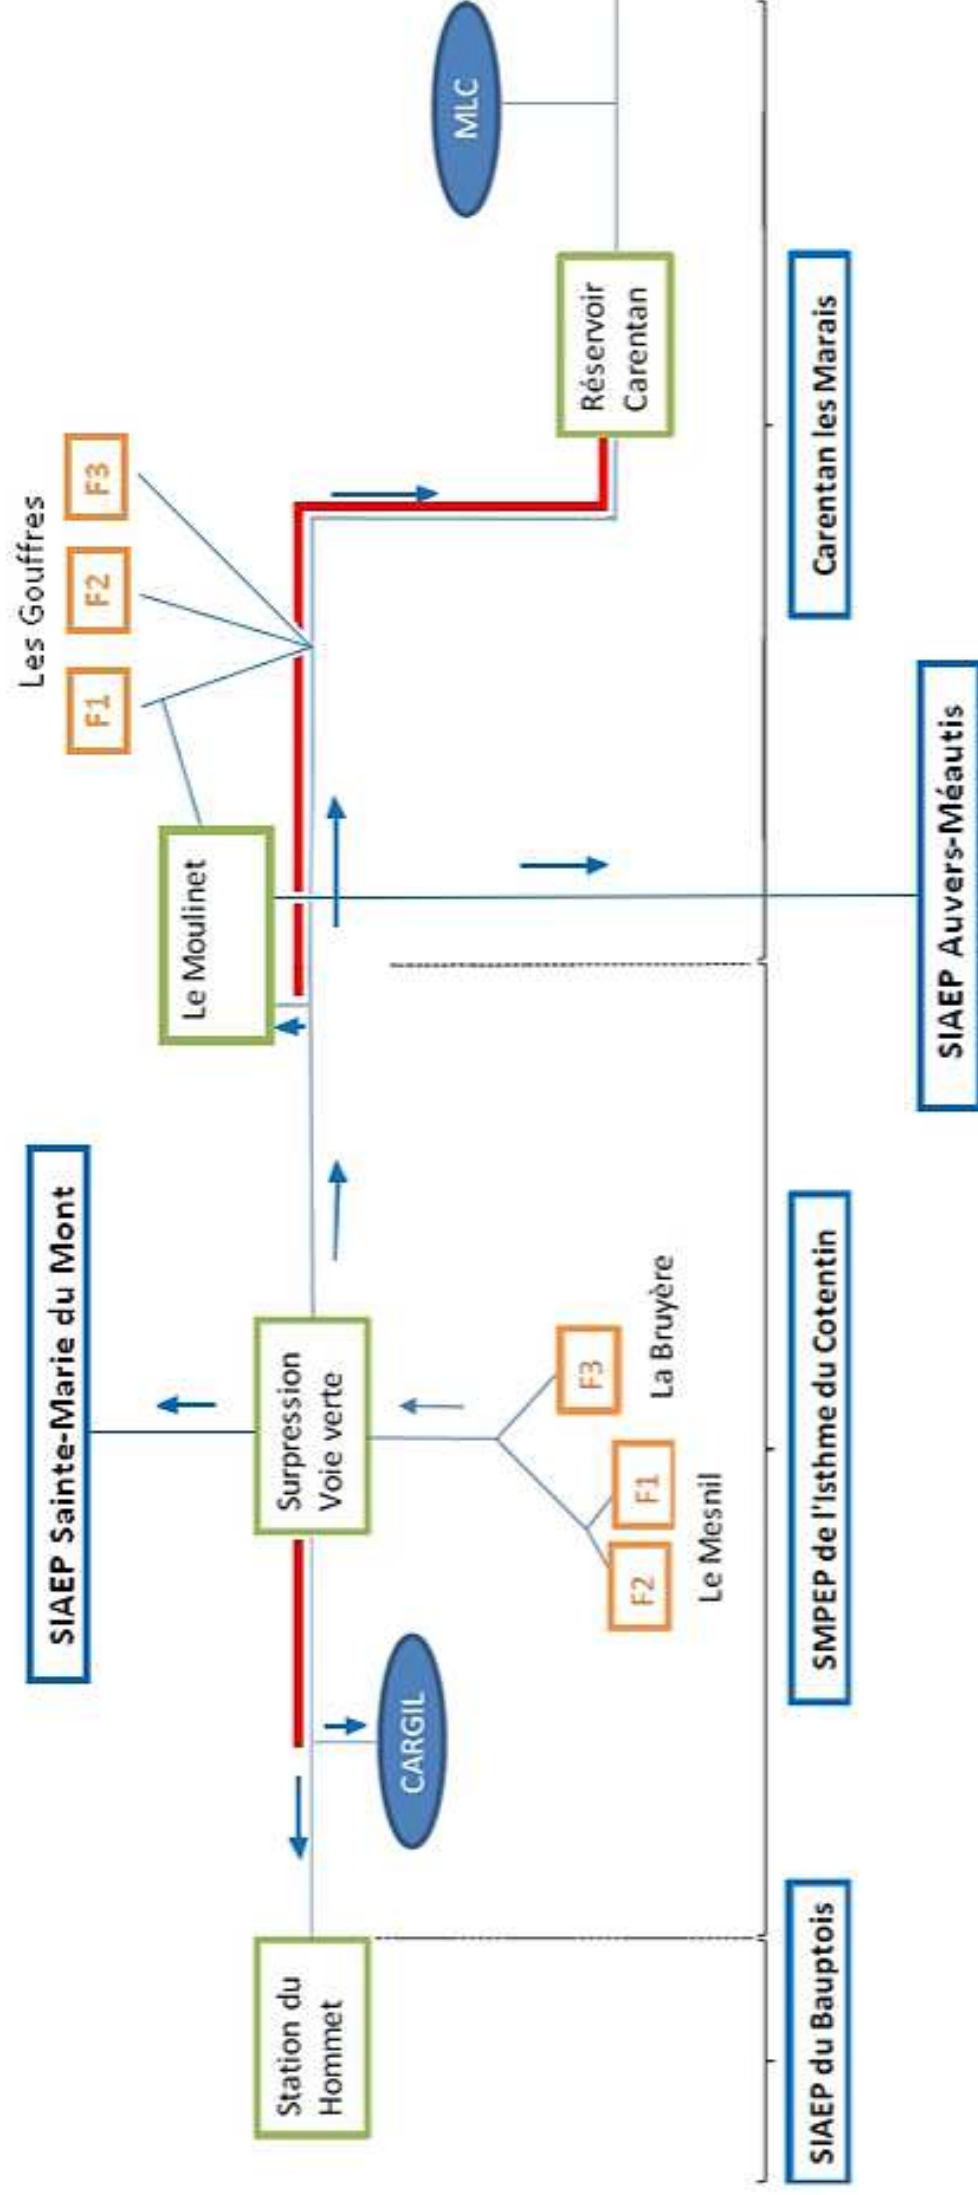 Les Gouffres
F1
F2
F3
SIAEP Sainte-Marie du Mont
Le Moulinet
Station du
Hommet
Surpression
Voie verte
CARGIL
MLC
Réservoir
Carentan
F2
F1
F3
La Bruyère
Le Mesnil
SIAEP du Bauptois
SMPEP de l'Isthme du Cotentin
Carentan les Marais
SIAEP Auvers-Méautis